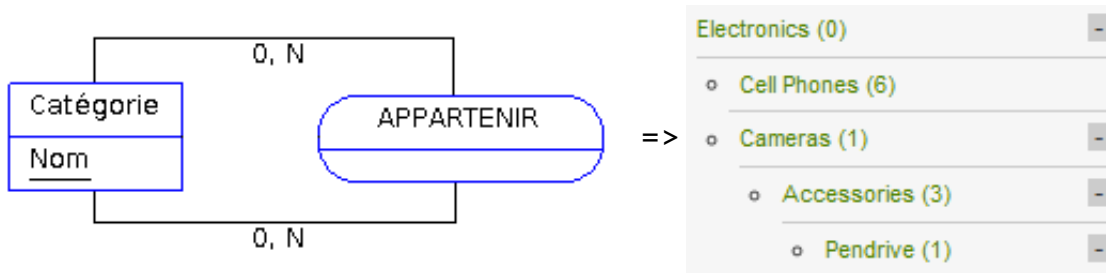 0, N
Catégorie
Nom
APPARTENIR
0, N
=>
Electronics (0)
-
Cell Phones (6)
Cameras (1)
-
Accessories (3)
-
Pendrive (1)
-